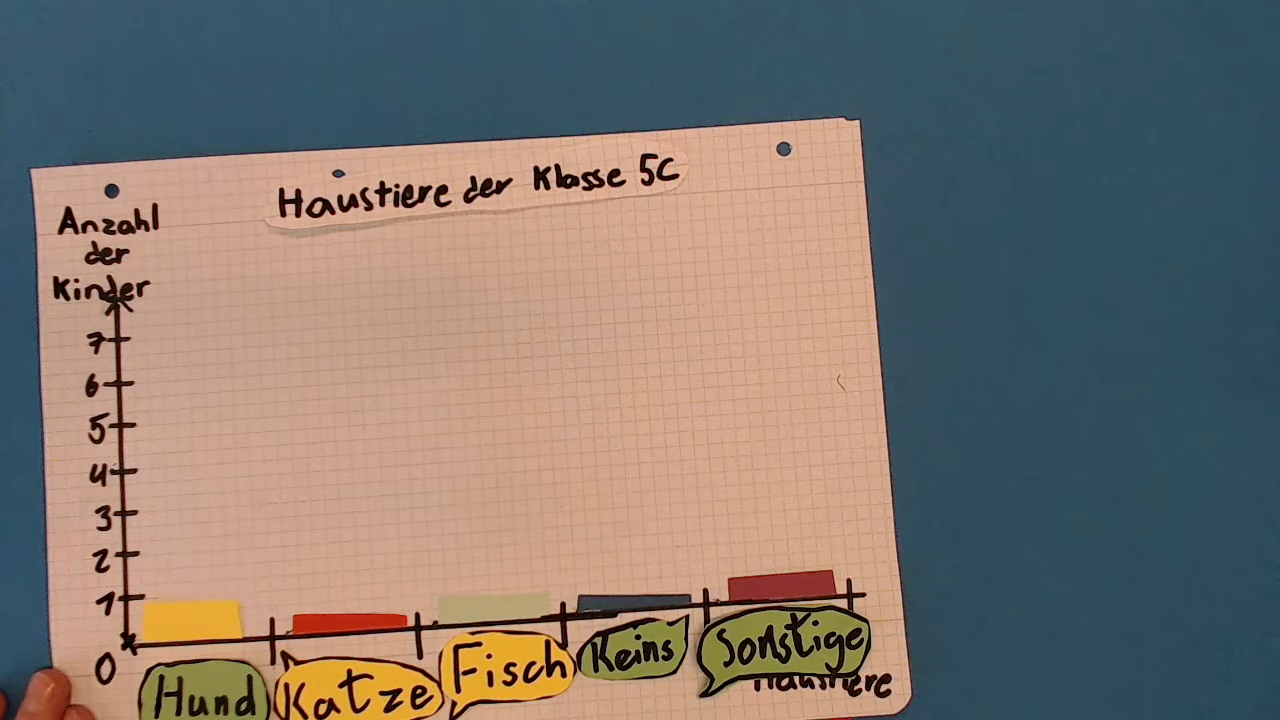 Haustiere der Klasse 5C
Anzahl
der
Kinder
7
6
5
4
3
2
1
0
Hund
Katze
Fisch
Keins
Sonstige
Haustiere